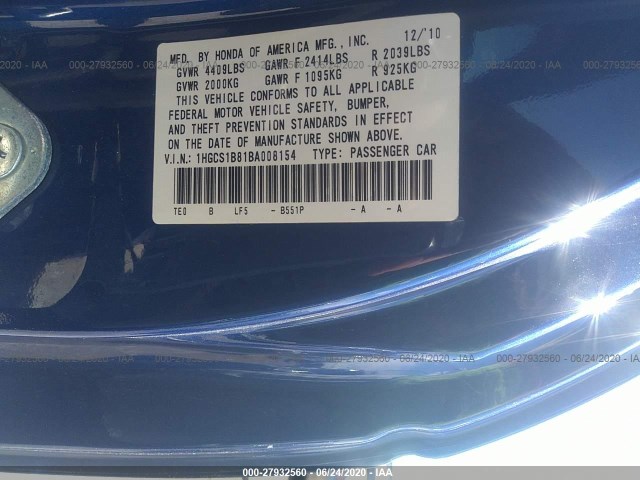 MFD. BY HONDA OF AMERICA MFG., INC. 12/'10
GVWR 4409LBS GAWR F 2414LBS R 2039LBS
GVWR 2000KG GAWR F 1095KG R 925KG
THIS VEHICLE CONFORMS TO ALL APPLICABLE
FEDERAL MOTOR VEHICLE SAFETY, BUMPER,
AND THEFT PREVENTION STANDARDS IN EFFECT
ON THE DATE OF MANUFACTURE SHOWN ABOVE.
V.I.N.: 1HGCS1B81BA008154 TYPE: PASSENGER CAR
TE0 B LF5 - B551P - A - A
000-27932560 - 06/24/2020 - IAA